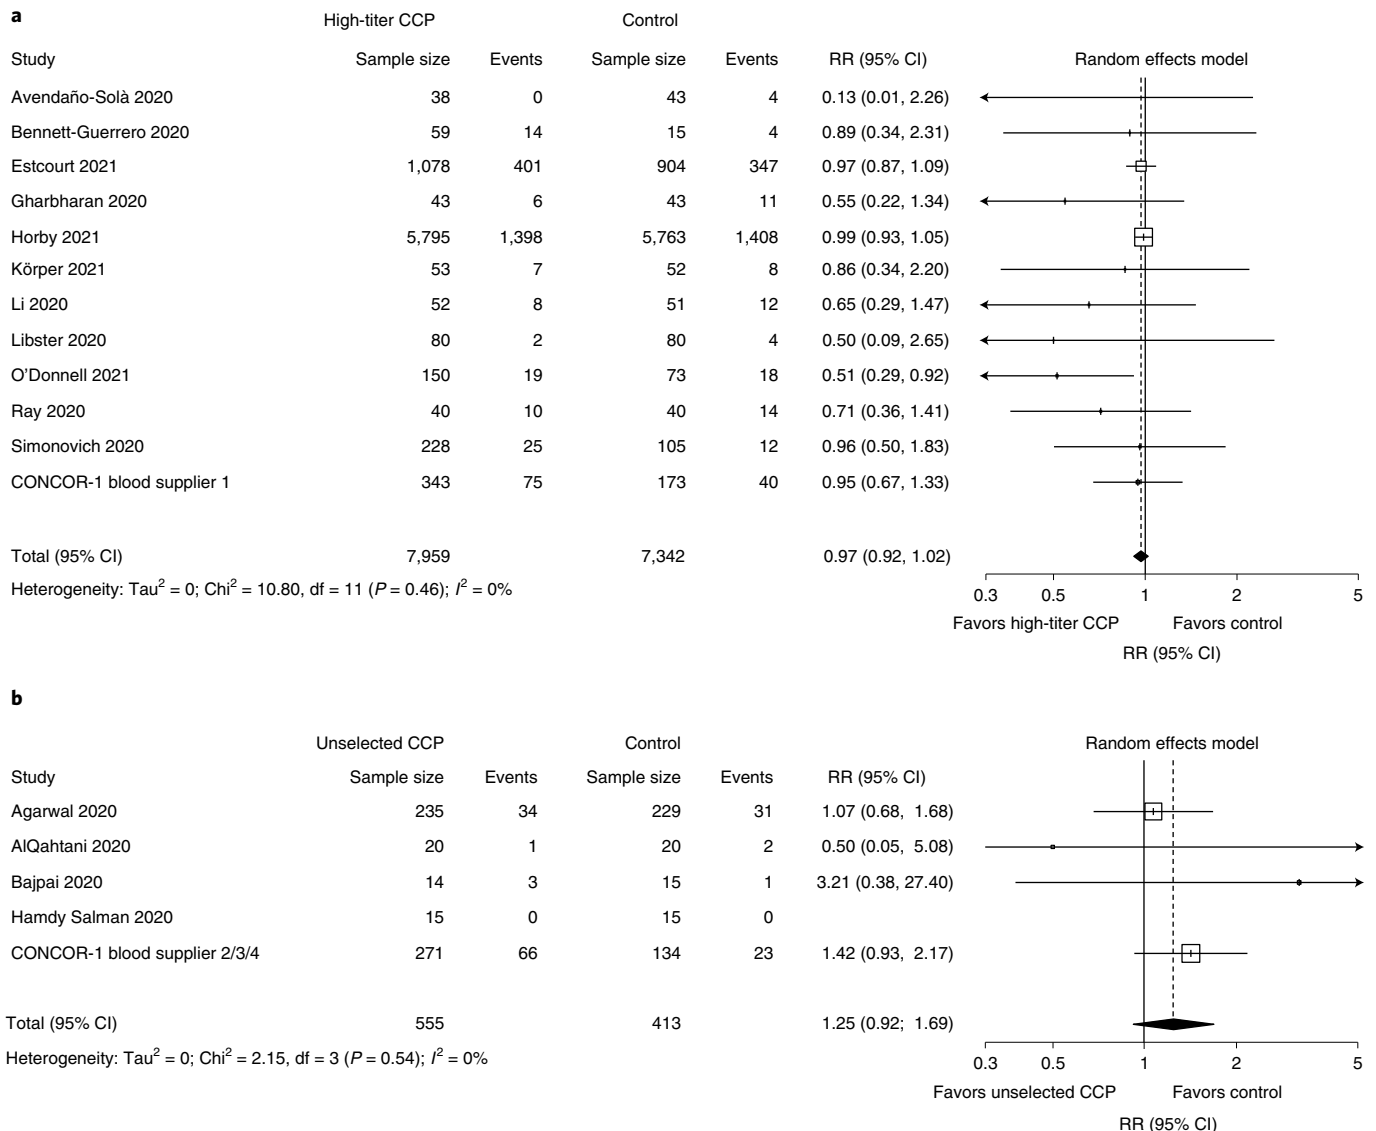 a
High-titer CCP Control
Study Sample size Events Sample size Events RR (95% CI) Random effects model
Avendaño-Solà 2020 38 0 43 4 0.13 (0.01, 2.26)
Bennett-Guerrero 2020 59 14 15 4 0.89 (0.34, 2.31)
Estcourt 2021 1,078 401 904 347 0.97 (0.87, 1.09)
Gharbharan 2020 43 6 43 11 0.55 (0.22, 1.34)
Horby 2021 5,795 1,398 5,763 1,408 0.99 (0.93, 1.05)
Körper 2021 53 7 52 8 0.86 (0.34, 2.20)
Li 2020 52 8 51 12 0.65 (0.29, 1.47)
Libster 2020 80 2 80 4 0.50 (0.09, 2.65)
O’Donnell 2021 150 19 73 18 0.51 (0.29, 0.92)
Ray 2020 40 10 40 14 0.71 (0.36, 1.41)
Simonovich 2020 228 25 105 12 0.96 (0.50, 1.83)
CONCOR-1 blood supplier 1 343 75 173 40 0.95 (0.67, 1.33)
Total (95% CI) 7,959 7,342 0.97 (0.92, 1.02)
Heterogeneity: Tau² = 0; Chi² = 10.80, df = 11 (P = 0.46); I² = 0%
0.3 0.5 1 2 5
Favors high-titer CCP Favors control
RR (95% CI)
b
Unselected CCP Control Random effects model
Study Sample size Events Sample size Events RR (95% CI)
Agarwal 2020 235 34 229 31 1.07 (0.68, 1.68)
AlQahtani 2020 20 1 20 2 0.50 (0.05, 5.08)
Bajpai 2020 14 3 15 1 3.21 (0.38, 27.40)
Hamdy Salman 2020 15 0 15 0
CONCOR-1 blood supplier 2/3/4 271 66 134 23 1.42 (0.93, 2.17)
Total (95% CI) 555 413 1.25 (0.92; 1.69)
Heterogeneity: Tau² = 0; Chi² = 2.15, df = 3 (P = 0.54); I² = 0%
0.3 0.5 1 2 5
Favors unselected CCP Favors control
RR (95% CI)